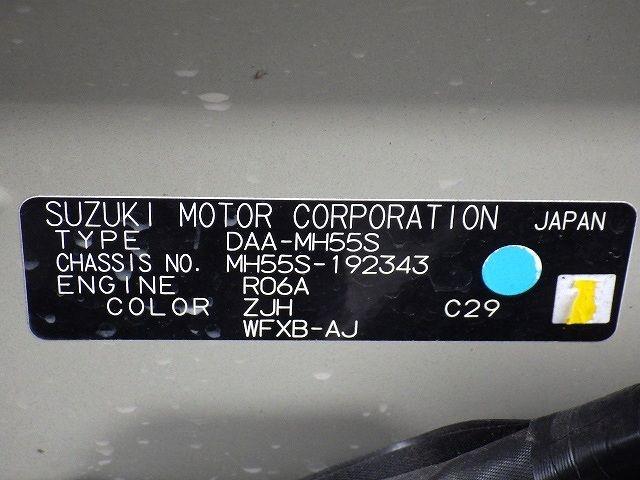 SUZUKI MOTOR CORPORATION JAPAN
TYPE DAA-MH55S
CHASSIS NO. MH55S-192343
ENGINE R06A
COLOR ZJH C29
WFXB-AJ